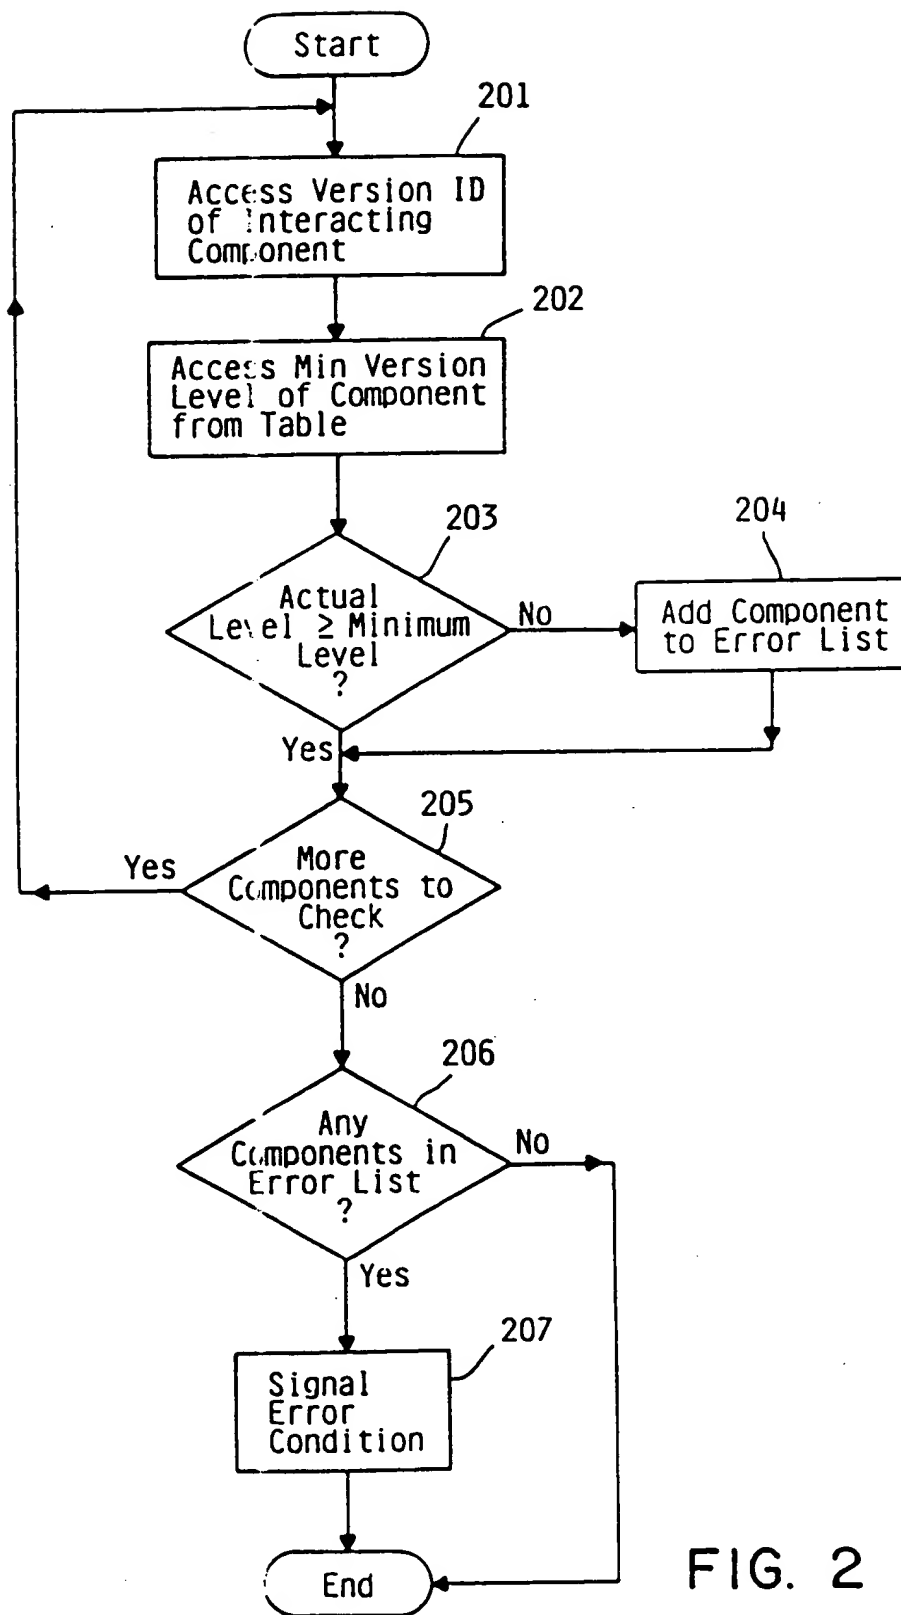 Start
201
Access Version ID
of Interacting
Component
202
Access Min Version
Level of Component
from Table
203
Actual
Level ≥ Minimum
Level
?
No
204
Add Component
to Error List
Yes
205
More
Components to
Check
?
Yes
No
206
Any
Components in
Error List
?
No
Yes
207
Signal
Error
Condition
End
FIG. 2